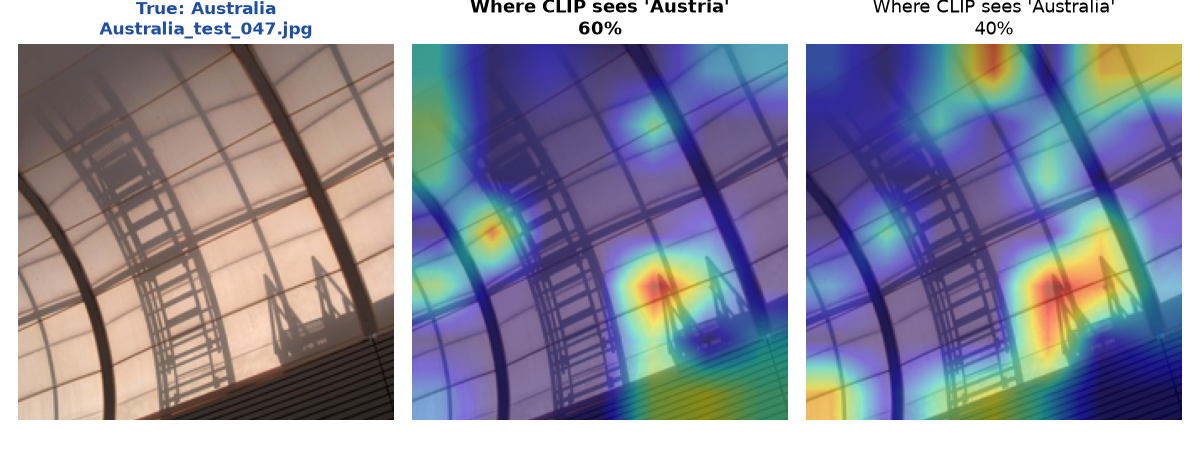 True: Australia
Australia_test_047.jpg
Where CLIP sees 'Austria'
60%
Where CLIP sees 'Australia'
40%